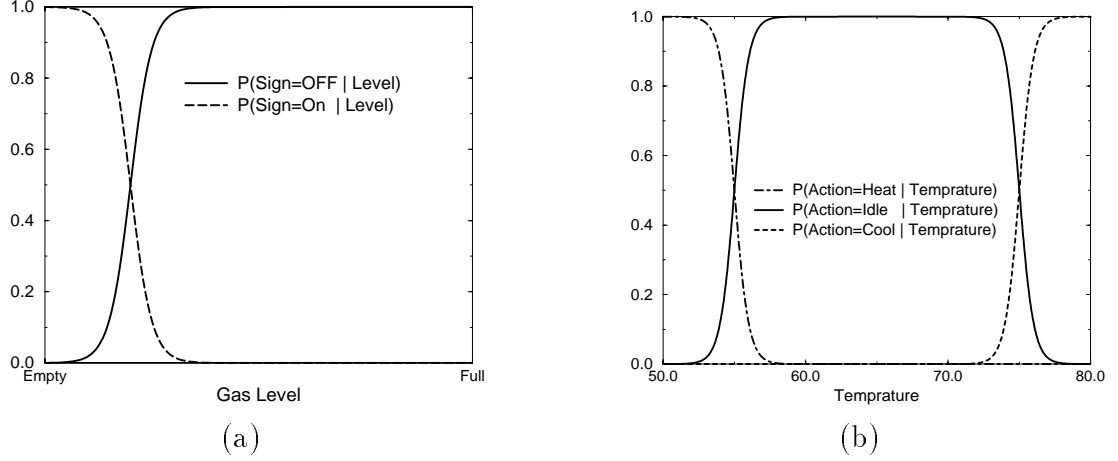 1.0
0.8
0.6
0.4
0.2
0.0
P(Sign=OFF | Level)
P(Sign=On | Level)
Empty
Full
Gas Level
(a)
1.0
0.8
0.6
0.4
0.2
0.0
P(Action=Heat | Temprature)
P(Action=Idle | Temprature)
P(Action=Cool | Temprature)
50.0
60.0
70.0
80.0
Temprature
(b)